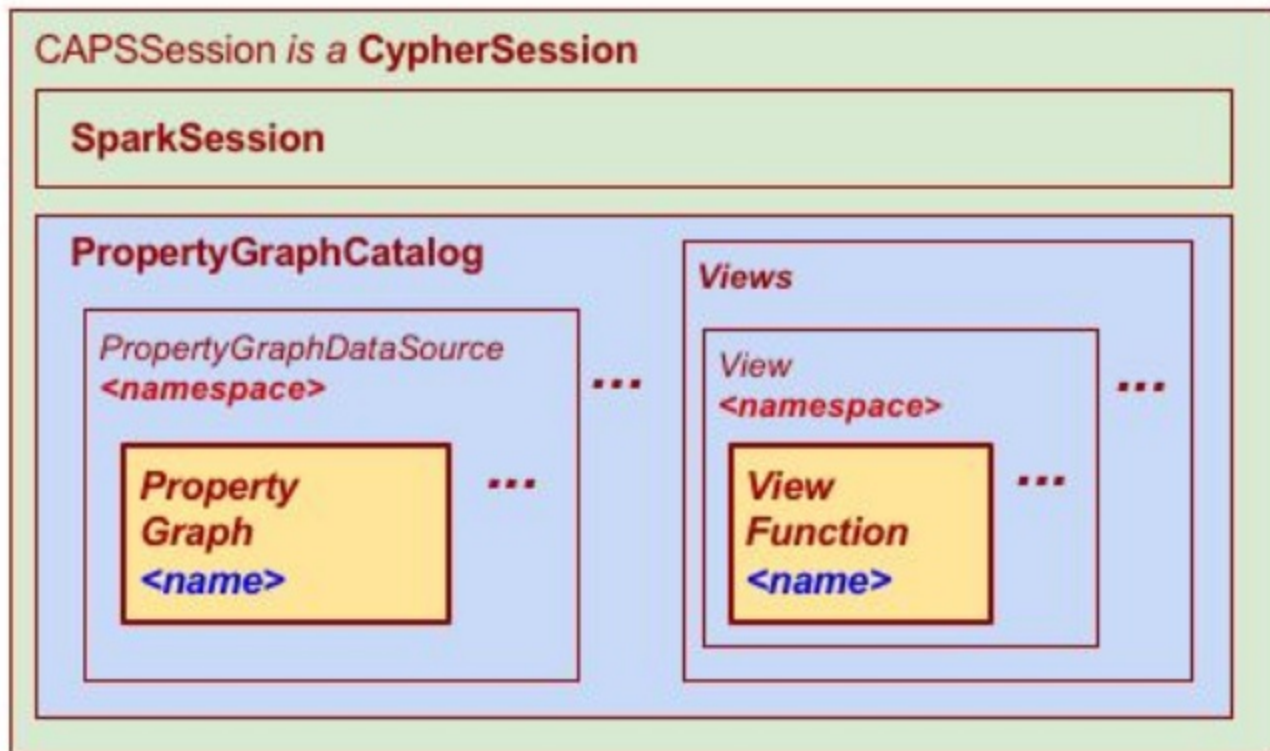 CAPSSession is a CypherSession
SparkSession
PropertyGraphCatalog
PropertyGraphDataSource
<namespace>
...
Property
Graph
<name>
...
Views
View
<namespace>
...
View
Function
<name>
...